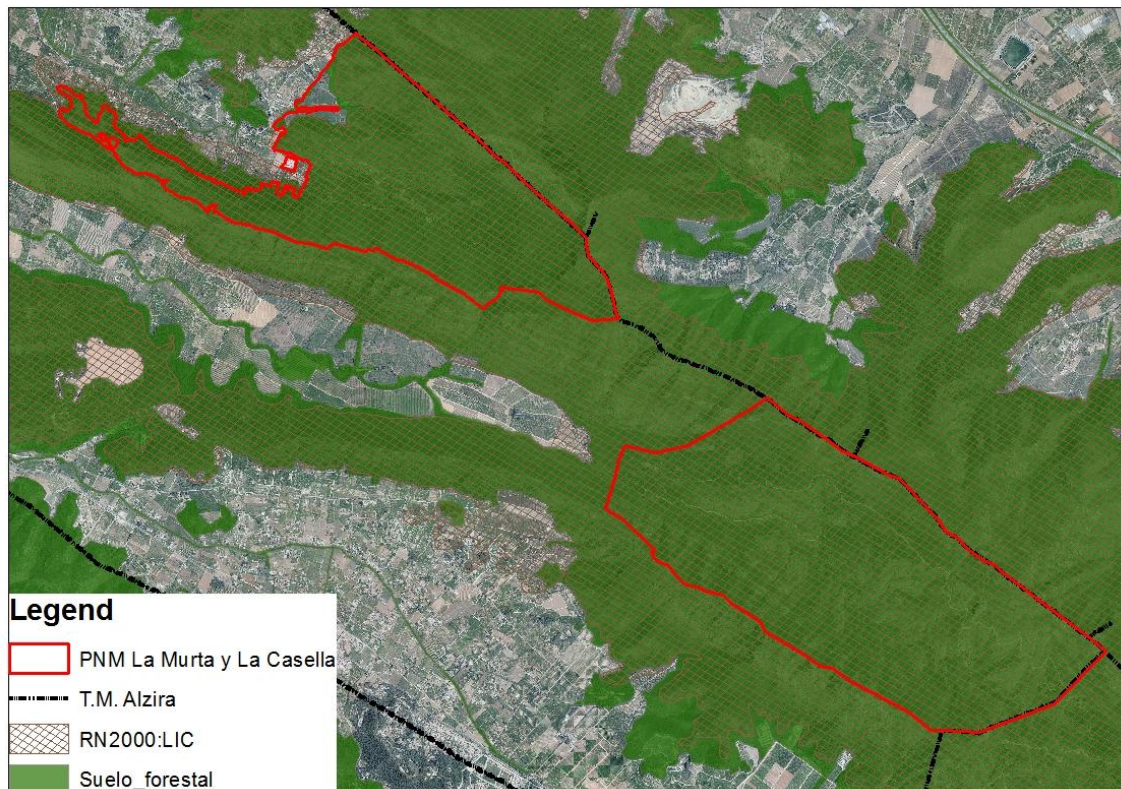 Legend
PNM La Murta y La Casella
T.M. Alzira
RN2000:LIC
Suelo_forestal